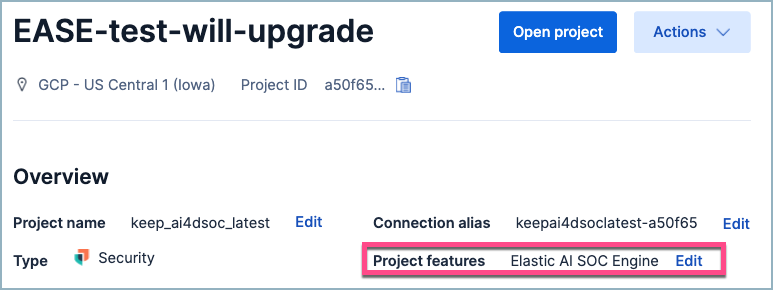 EASE-test-will-upgrade
Open project
Actions
GCP - US Central 1 (Iowa) Project ID a50f65...
Overview
Project name keep_ai4dsoc_latest Edit
Connection alias keepai4dsoclatest-a50f65 Edit
Type Security
Project features Elastic AI SOC Engine Edit